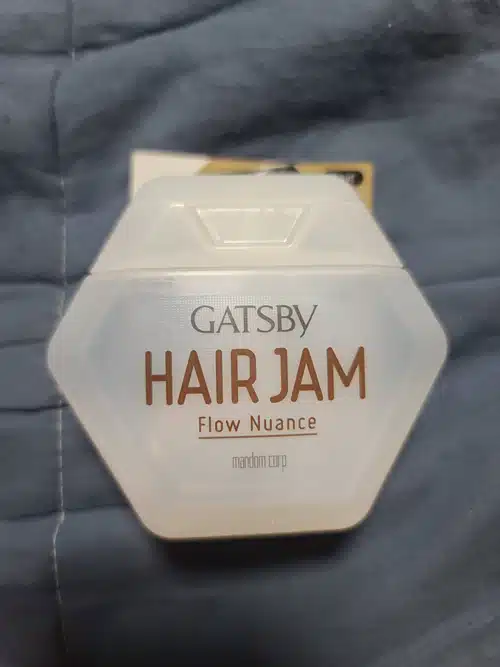 GATSBY
HAIR JAM
Flow Nuance
mandom corp